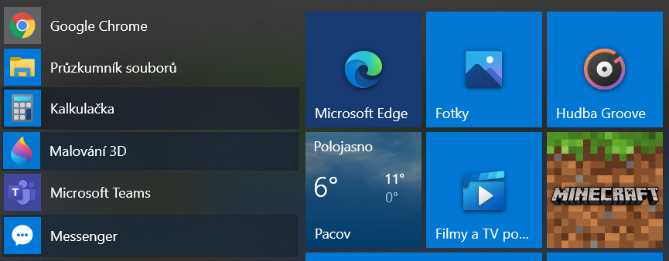 Google Chrome
Průzkumník souborů
Kalkulačka
Malování 3D
Microsoft Teams
Messenger
Microsoft Edge
Fotky
Hudba Groove
Polojasno
6° 11°
0°
Pacov
Filmy a TV po...
MINECRAFT